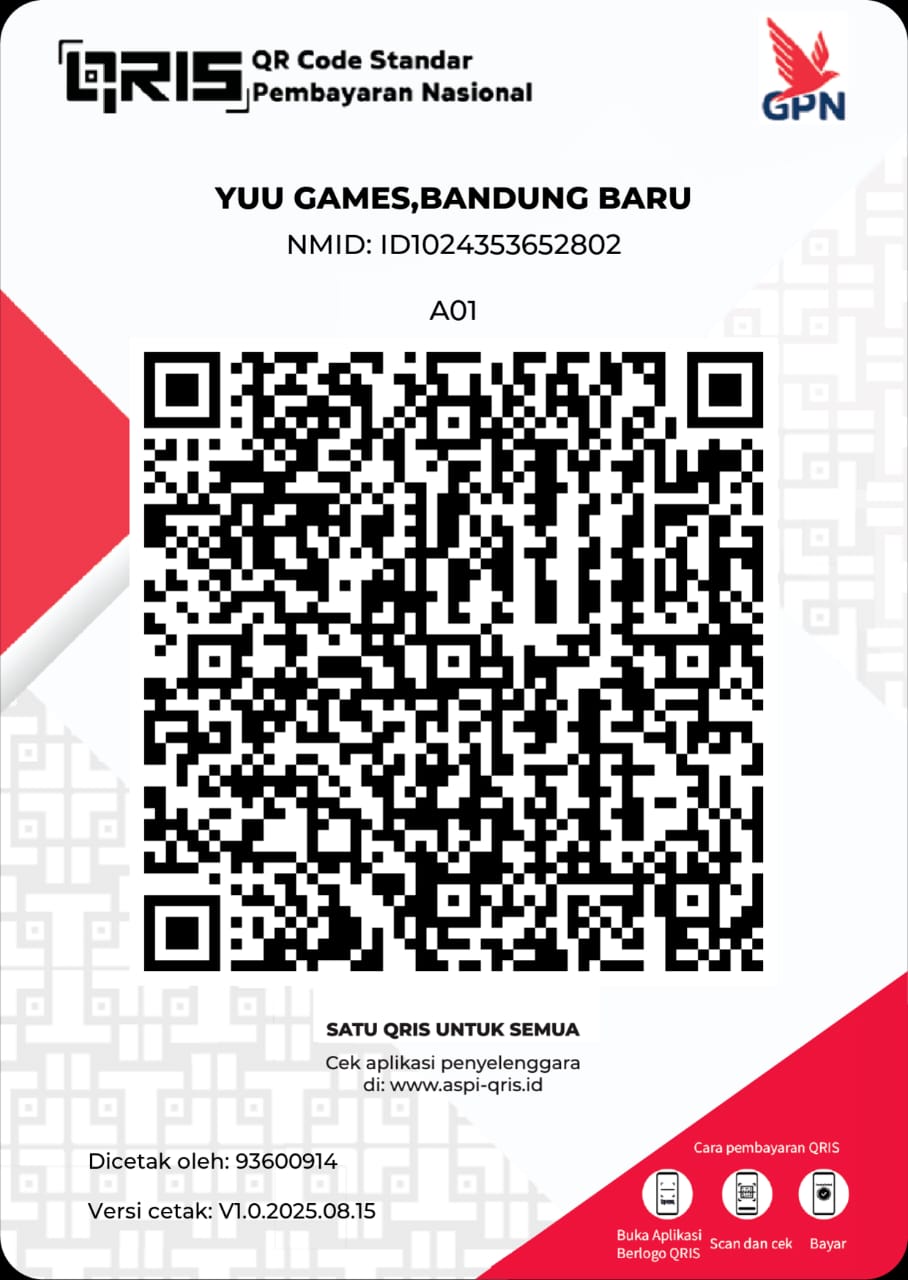 QRIS
QR Code Standar
Pembayaran Nasional
GPN
YUU GAMES,BANDUNG BARU
NMID: ID1024353652802
A01
SATU QRIS UNTUK SEMUA
Cek aplikasi penyelenggara
di: www.aspi-qris.id
Dicetak oleh: 93600914
Versi cetak: V1.0.2025.08.15
Cara pembayaran QRIS
Buka Aplikasi
Berlogo QRIS
Scan dan cek
Bayar